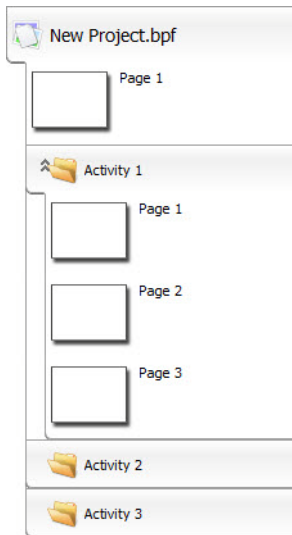 New Project.bpf
Page 1
Activity 1
Page 1
Page 2
Page 3
Activity 2
Activity 3